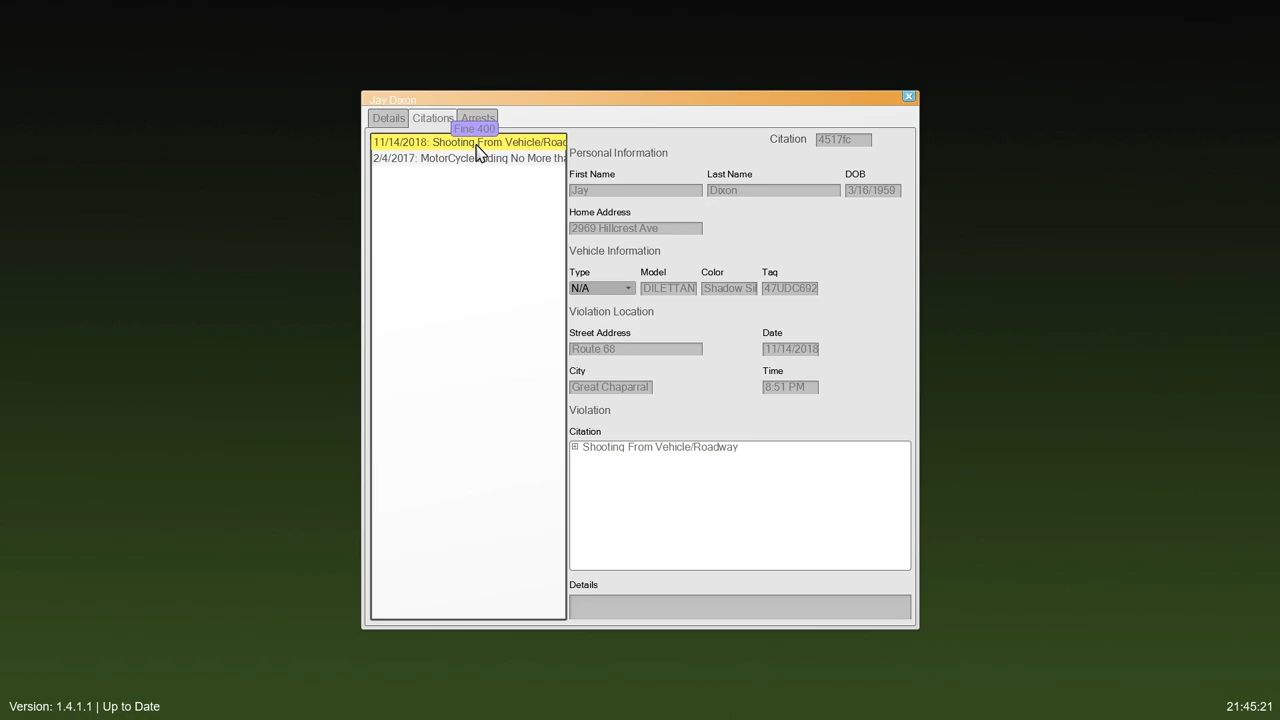 Jay Dixon
Details Citations Arrests
Fine 400
11/14/2018: Shooting From Vehicle/Road
2/4/2017: MotorCycle ding No More tha
Citation 4517fc
Personal Information
First Name Last Name DOB
Jay Dixon 3/16/1959
Home Address
2969 Hillcrest Ave
Vehicle Information
Type Model Color Tag
N/A DILETTAN Shadow Sil 47UDC692
Violation Location
Street Address Date
Route 68 11/14/2018
City Time
Great Chaparral 8:51 PM
Violation
Citation
Shooting From Vehicle/Roadway
Details
Version: 1.4.1.1 | Up to Date
21:45:21